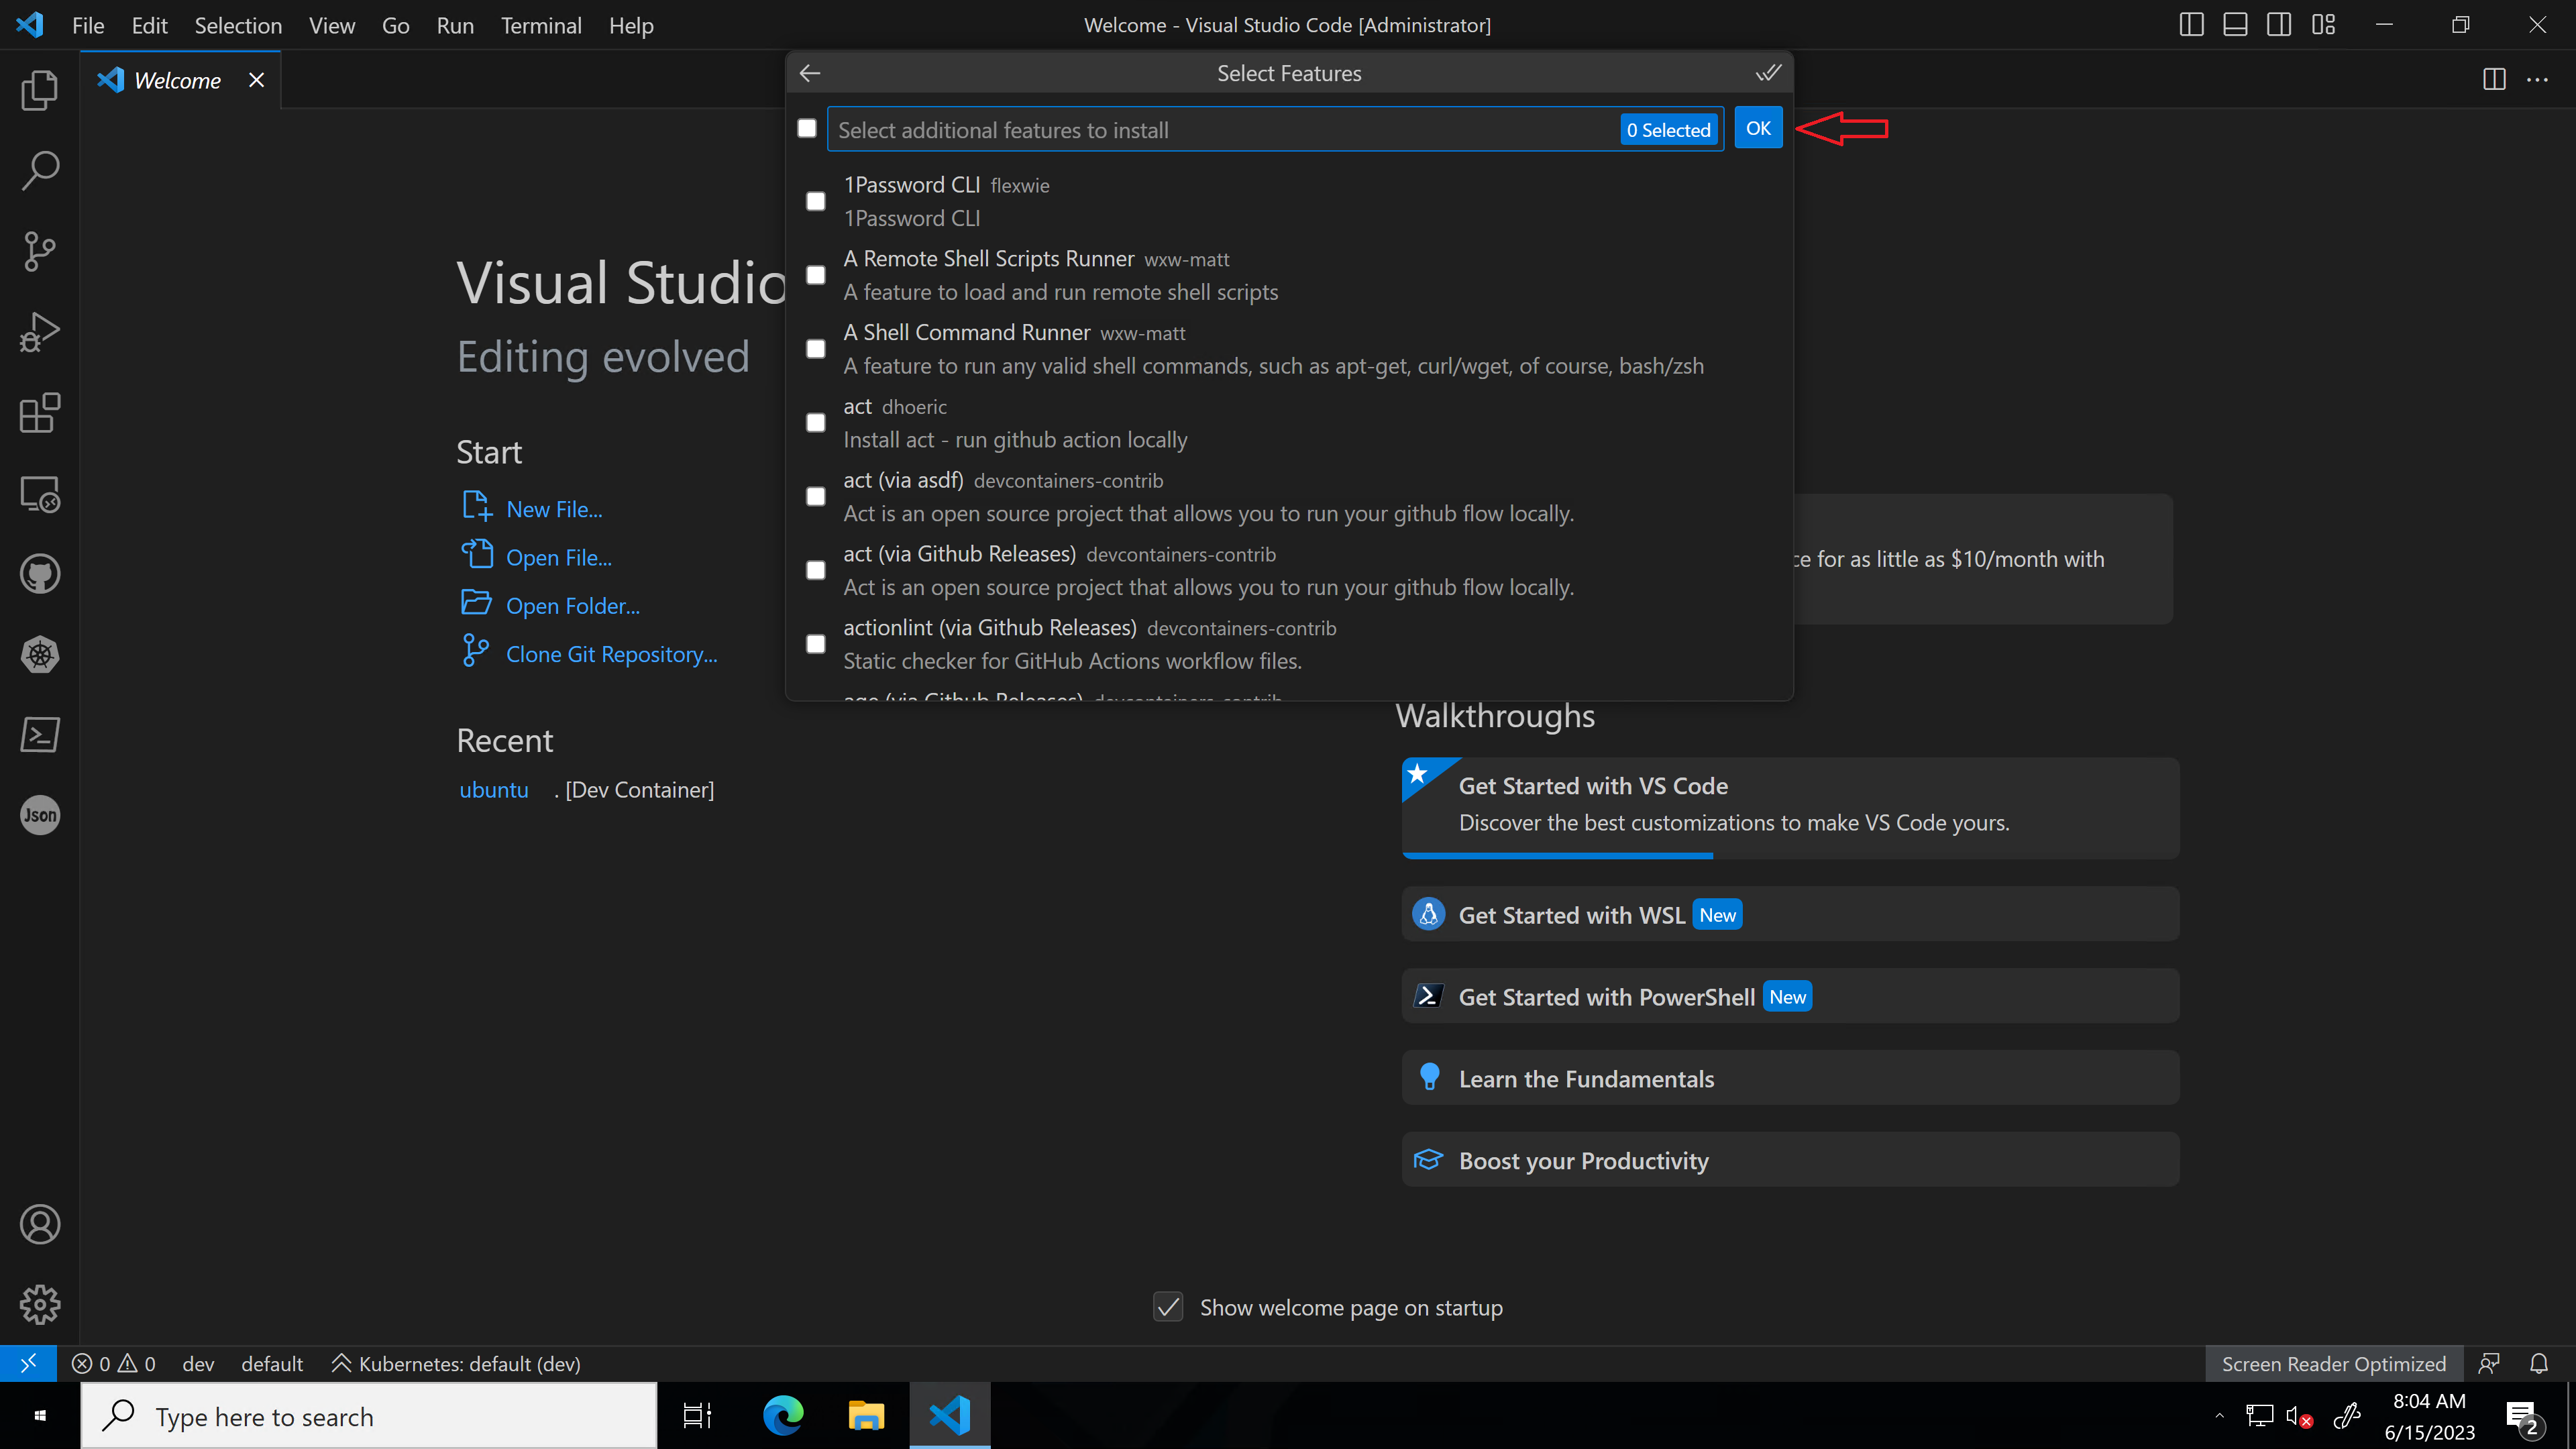 File Edit Selection View Go Run Terminal Help
Welcome - Visual Studio Code [Administrator]
Welcome
Select Features
Select additional features to install
0 Selected
OK
1Password CLI flexwie
1Password CLI
A Remote Shell Scripts Runner wxw-matt
A feature to load and run remote shell scripts
A Shell Command Runner wxw-matt
A feature to run any valid shell commands, such as apt-get, curl/wget, of course, bash/zsh
act dhoeric
Install act - run github action locally
act (via asdf) devcontainers-contrib
Act is an open source project that allows you to run your github flow locally.
act (via Github Releases) devcontainers-contrib
Act is an open source project that allows you to run your github flow locally.
actionlint (via Github Releases) devcontainers-contrib
Static checker for GitHub Actions workflow files.
age (via Github Releases) devcontainers-contrib
Visual Studio
Editing evolved
Start
New File...
Open File...
Open Folder...
Clone Git Repository...
Recent
ubuntu . [Dev Container]
Json
for as little as $10/month with
Walkthroughs
Get Started with VS Code
Discover the best customizations to make VS Code yours.
Get Started with WSL New
Get Started with PowerShell New
Learn the Fundamentals
Boost your Productivity
Show welcome page on startup
0 0 dev default Kubernetes: default (dev)
Screen Reader Optimized
Type here to search
8:04 AM
6/15/2023
2